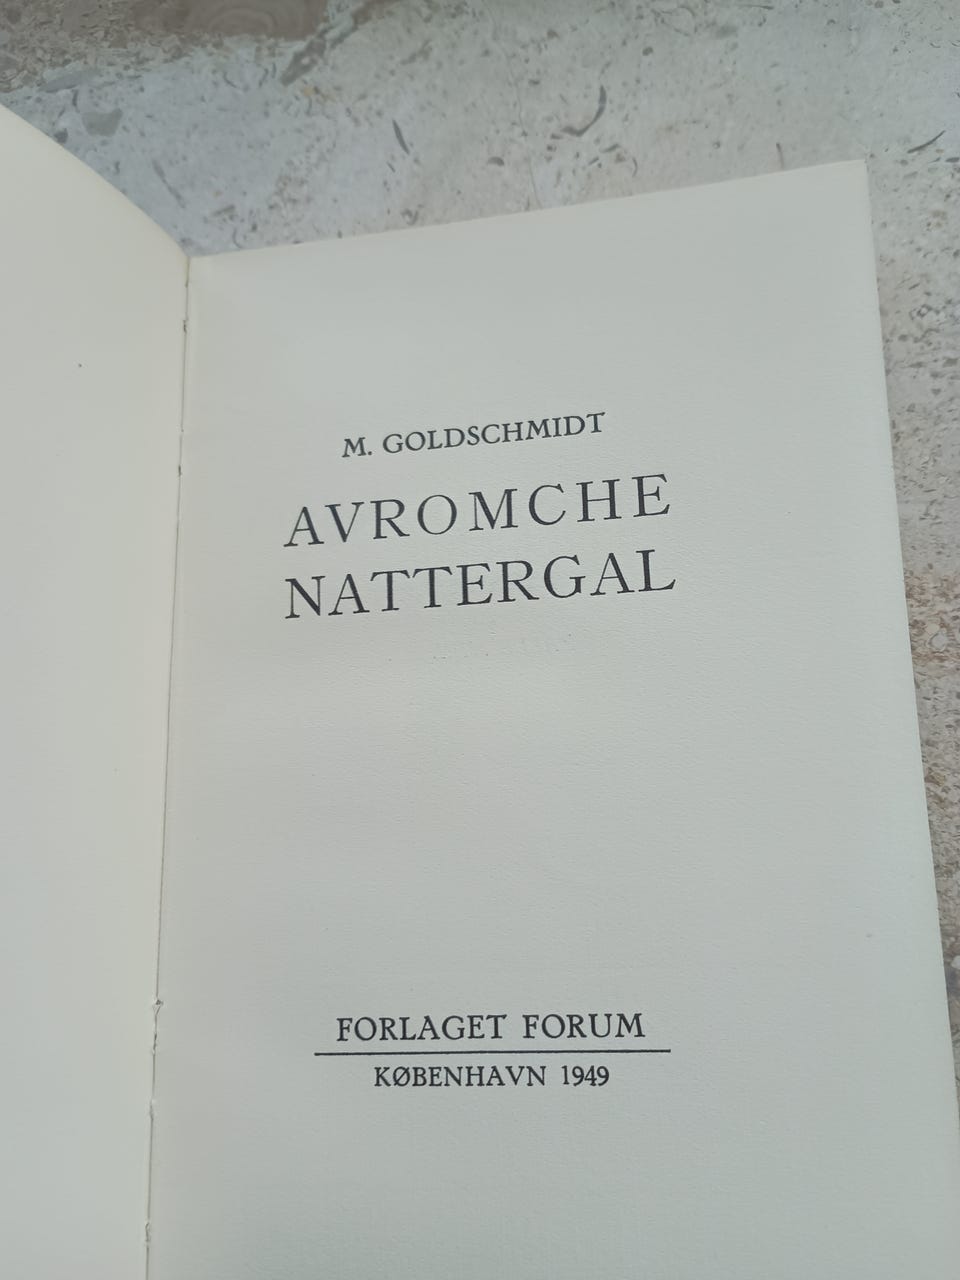 M. GOLDSCHMIDT
AVROMCHE
NATTERGAL
FORLAGET FORUM
KØBENHAVN 1949